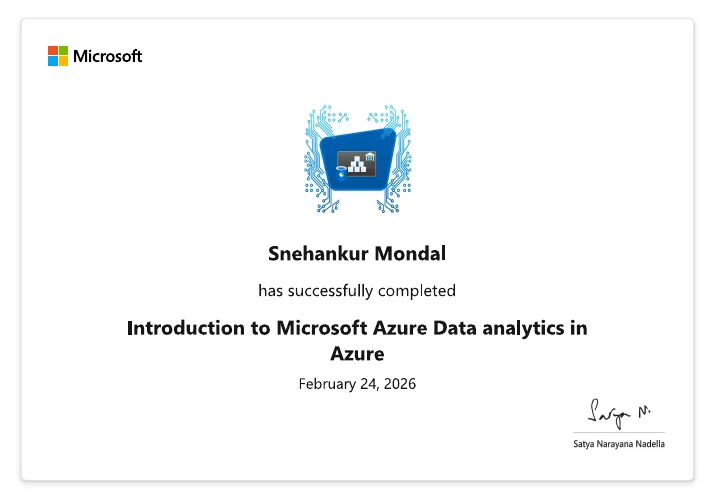 Microsoft
Snehankur Mondal
has successfully completed
Introduction to Microsoft Azure Data analytics in
Azure
February 24, 2026
Satya N.
Satya Narayana Nadella